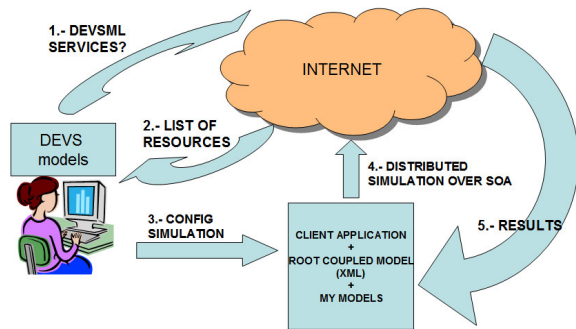 1.- DEVSML
SERVICES?
INTERNET
2.- LIST OF
RESOURCES
DEVS
models
4.- DISTRIBUTED
SIMULATION OVER SOA
3.- CONFIG
SIMULATION
CLIENT APPLICATION
+
ROOT COUPLED MODEL
(XML)
+
MY MODELS
5.- RESULTS